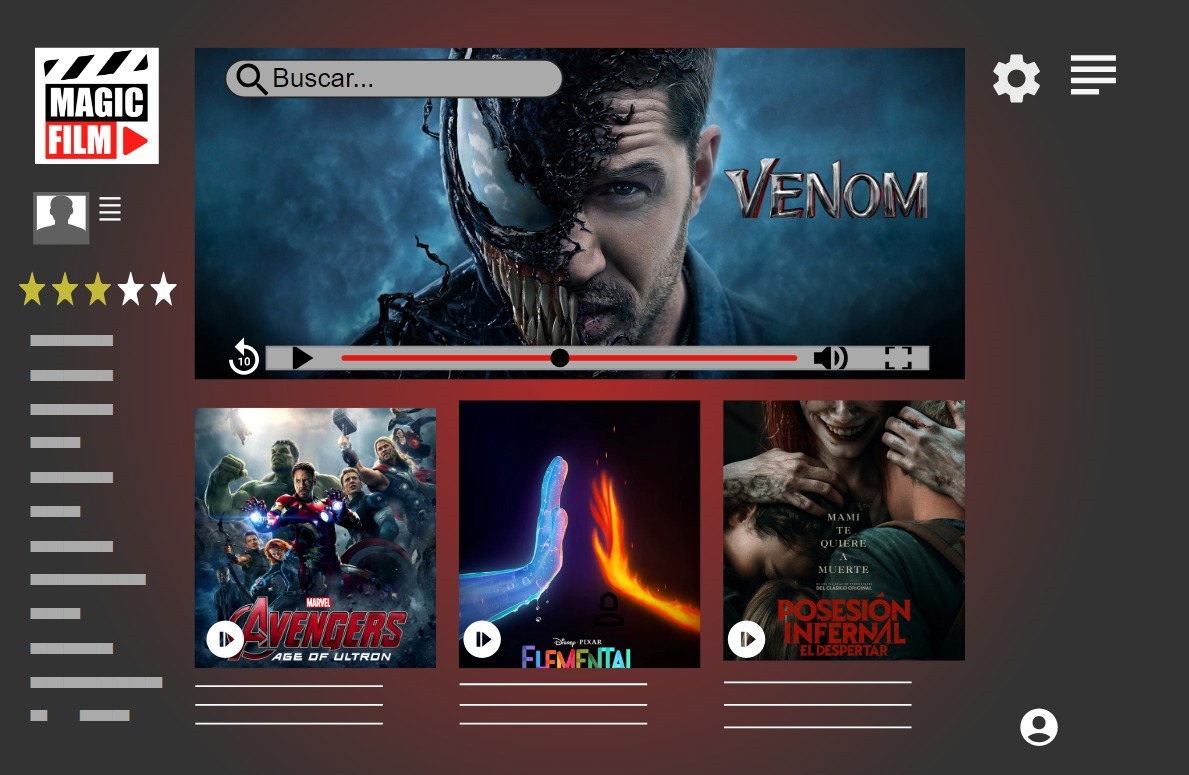 MAGIC
FILM
Buscar...
VENOM
10
MARVEL
AVENGERS
AGE OF ULTRON
Disney · PIXAR
ELEMENTAL
MAMI
TE
QUIERE
A
MUERTE
DEL CLÁSICO ORIGINAL
POSESIÓN
INFERNAL
EL DESPERTAR